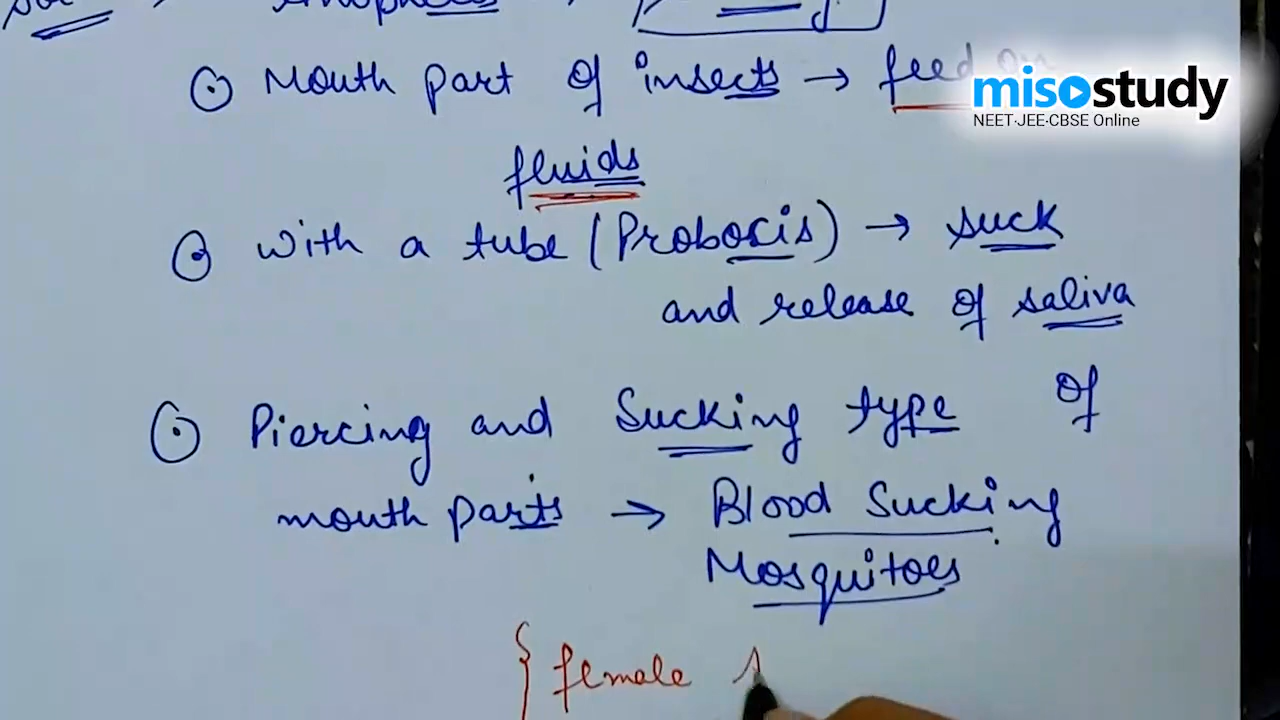 ⊙ Mouth part of insects → feed on
fluids
⊙ with a tube (Probocis) → suck
and release of saliva
⊙ Piercing and Sucking type of
mouth parts → Blood Sucking
Mosquitoes
{ female
misostudy
NEET·JEE·CBSE Online